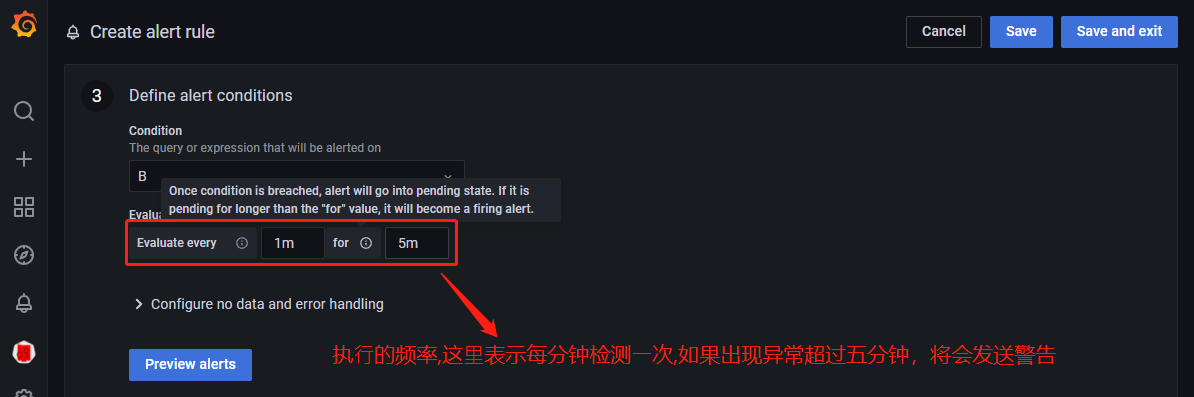 Create alert rule
Cancel
Save
Save and exit
3
Define alert conditions
Condition
The query or expression that will be alerted on
B
Once condition is breached, alert will go into pending state. If it is
pending for longer than the "for" value, it will become a firing alert.
Evaluate every
1m
for
5m
Configure no data and error handling
执行的频率,这里表示每分钟检测一次,如果出现异常超过五分钟，将会发送警告
Preview alerts